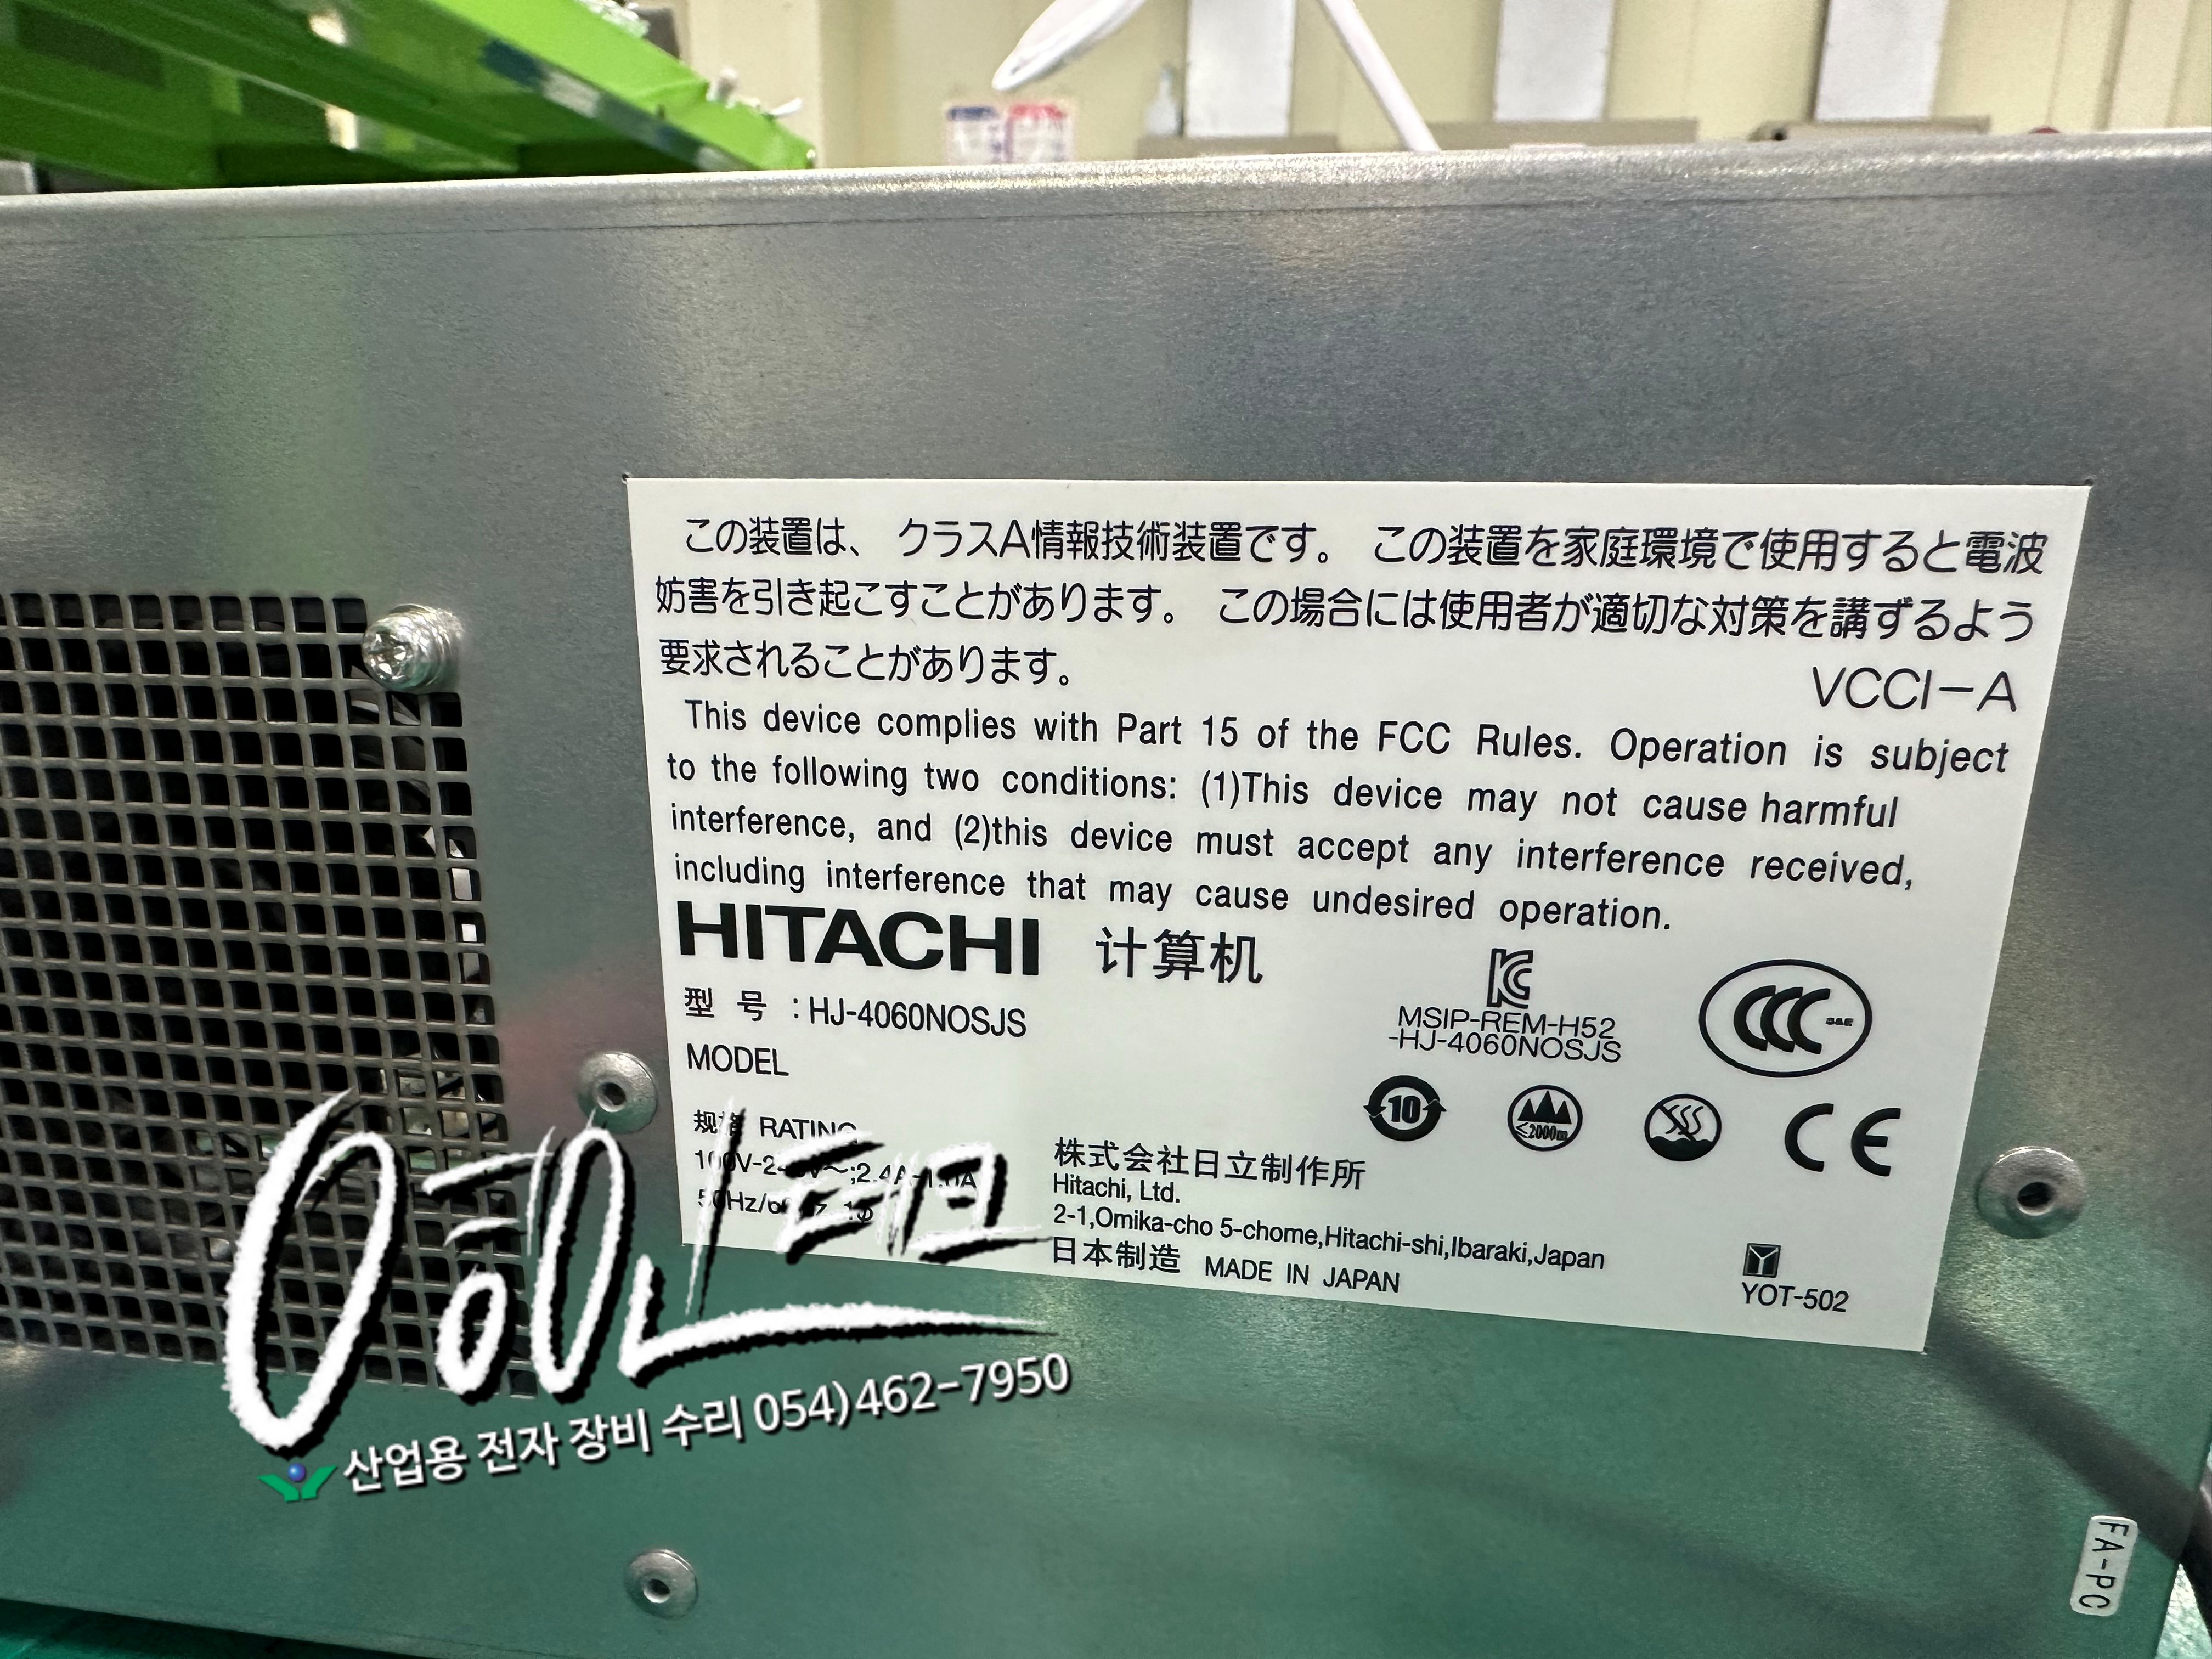 この装置は、 クラスA情報技術装置です。 この装置を家庭環境で使用すると電波
妨害を引き起こすことがあります。 この場合には使用者が適切な対策を講ずるよう
要求されることがあります。
VCCI-A
This device complies with Part 15 of the FCC Rules. Operation is subject
to the following two conditions: (1)This device may not cause harmful
interference, and (2)this device must accept any interference received,
including interference that may cause undesired operation.
HITACHI 计算机
型 号 : HJ-4060NOSJS
MODEL
MSIP-REM-H52
-HJ-4060NOSJS
CCC S&E
10
≤2000m
CE
规格 RATING
株式会社日立制作所
Hitachi, Ltd.
2-1,Omika-cho 5-chome,Hitachi-shi,Ibaraki,Japan
日本制造 MADE IN JAPAN
YOT-502
산업용 전자 장비 수리 054)462-7950
FA-PC